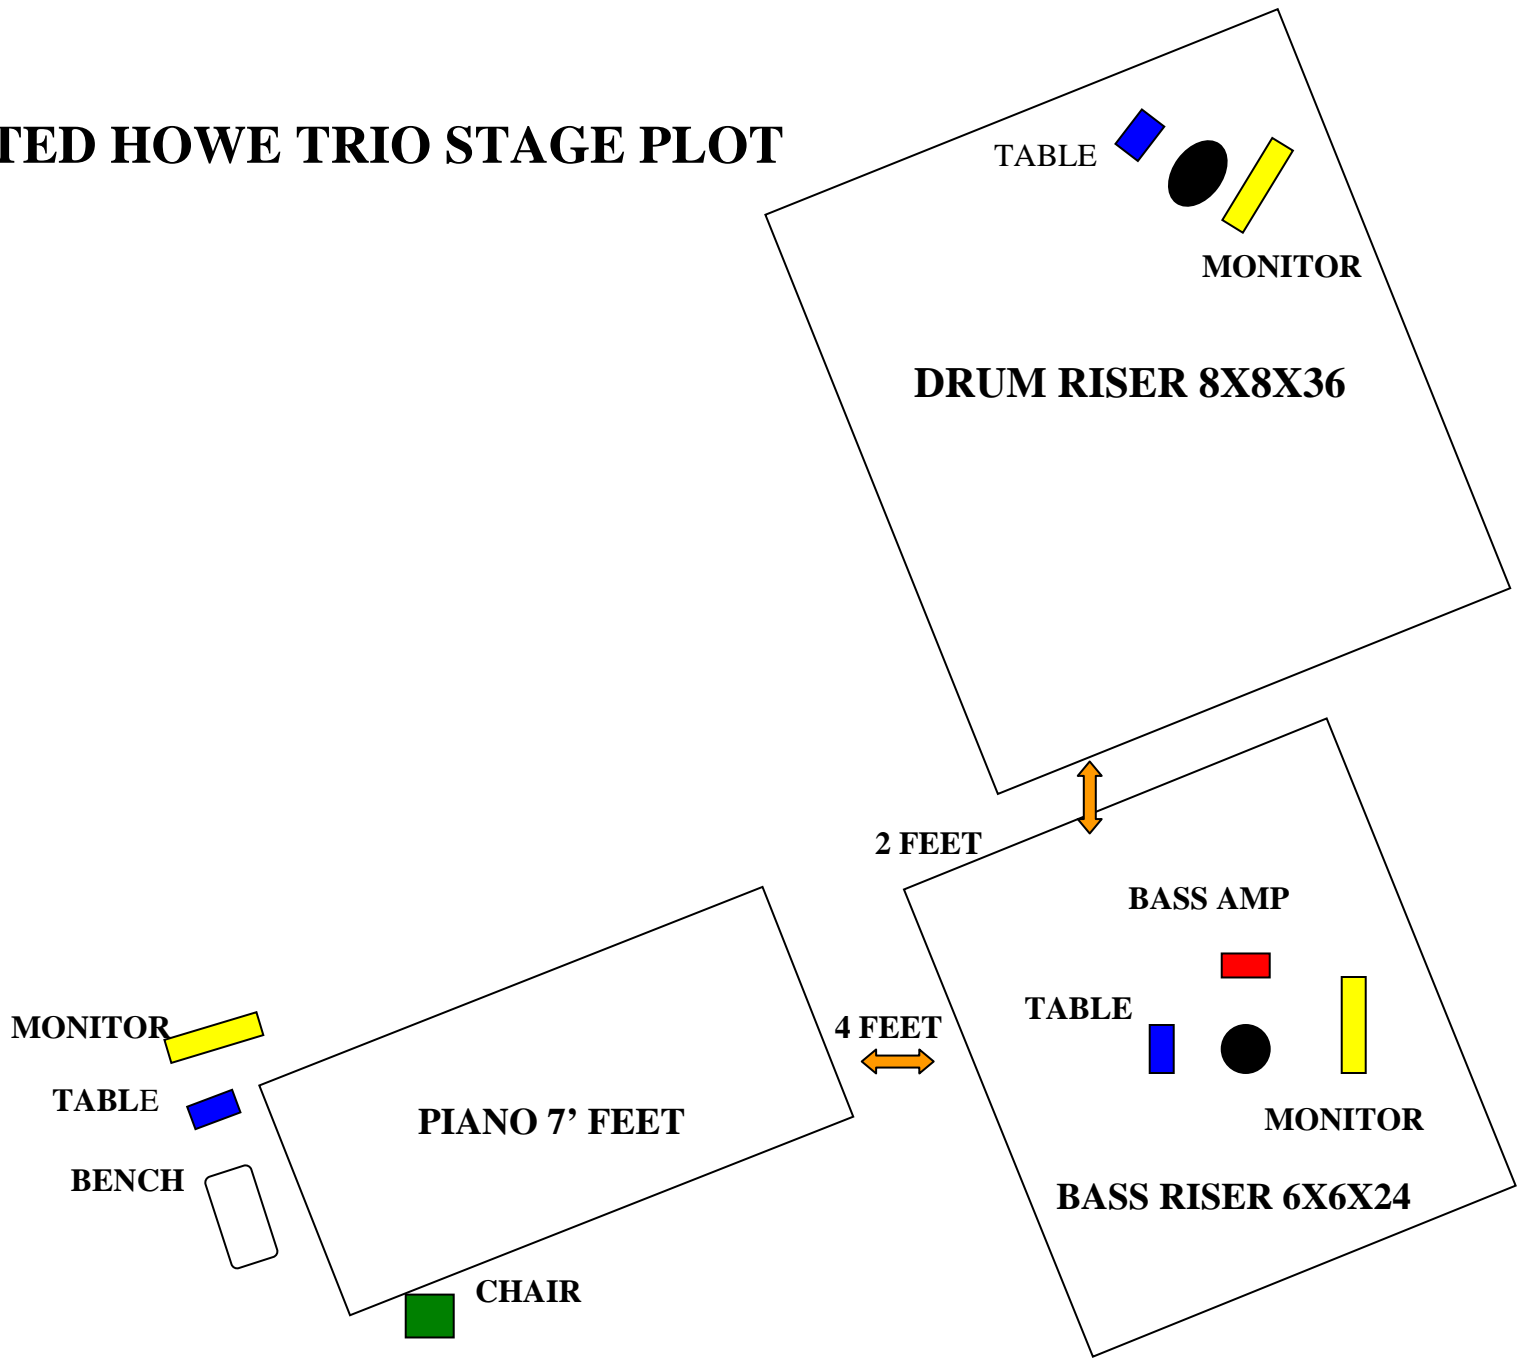 TED HOWE TRIO STAGE PLOT
TABLE
MONITOR
DRUM RISER 8X8X36
2 FEET
BASS AMP
TABLE
MONITOR
4 FEET
MONITOR
TABLE
PIANO 7’ FEET
BENCH
BASS RISER 6X6X24
CHAIR